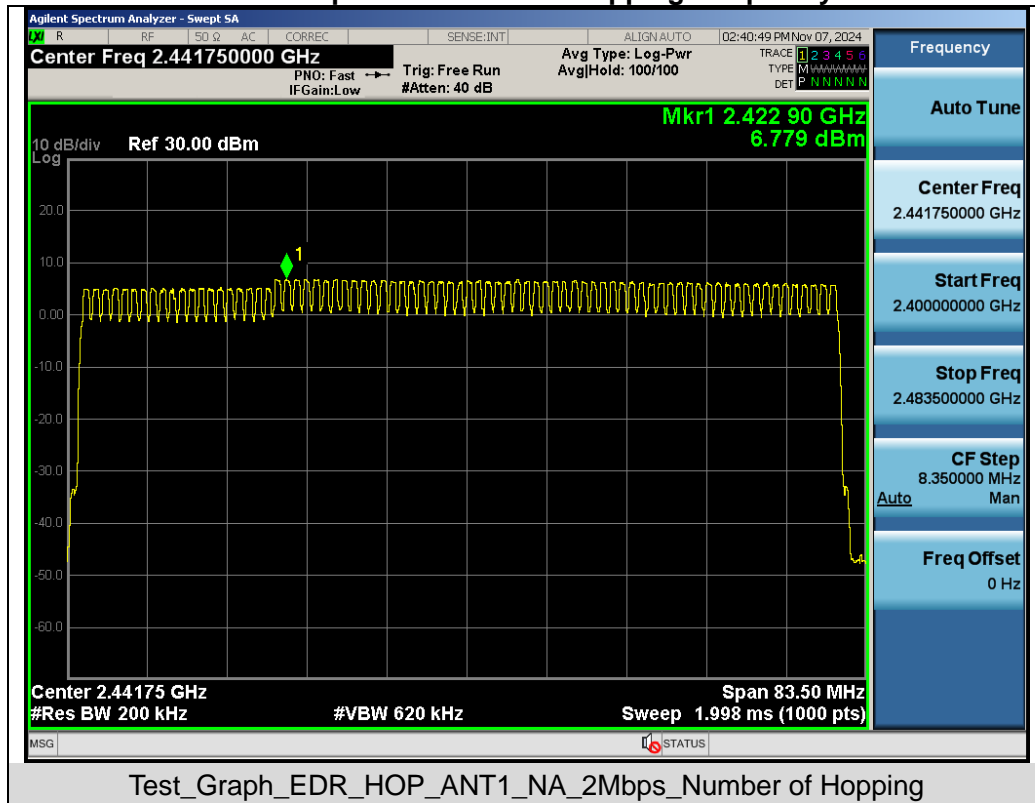 Agilent Spectrum Analyzer - Swept SA
LXI R RF 50 Ω AC CORREC SENSE:INT ALIGN AUTO 02:40:49 PM Nov 07, 2024
Center Freq 2.441750000 GHz
PNO: Fast
IFGain:Low
Trig: Free Run
#Atten: 40 dB
Avg Type: Log-Pwr
Avg|Hold: 100/100
TRACE 1 2 3 4 5 6
TYPE M W W W W W
DET P N N N N N
Mkr1 2.422 90 GHz
6.779 dBm
10 dB/div Ref 30.00 dBm
Log
20.0
10.0
0.00
-10.0
-20.0
-30.0
-40.0
-50.0
-60.0
1
Center 2.44175 GHz Span 83.50 MHz
#Res BW 200 kHz #VBW 620 kHz Sweep 1.998 ms (1000 pts)
MSG STATUS
Frequency
Auto Tune
Center Freq
2.441750000 GHz
Start Freq
2.400000000 GHz
Stop Freq
2.483500000 GHz
CF Step
8.350000 MHz
Auto Man
Freq Offset
0 Hz
Test_Graph_EDR_HOP_ANT1_NA_2Mbps_Number of Hopping